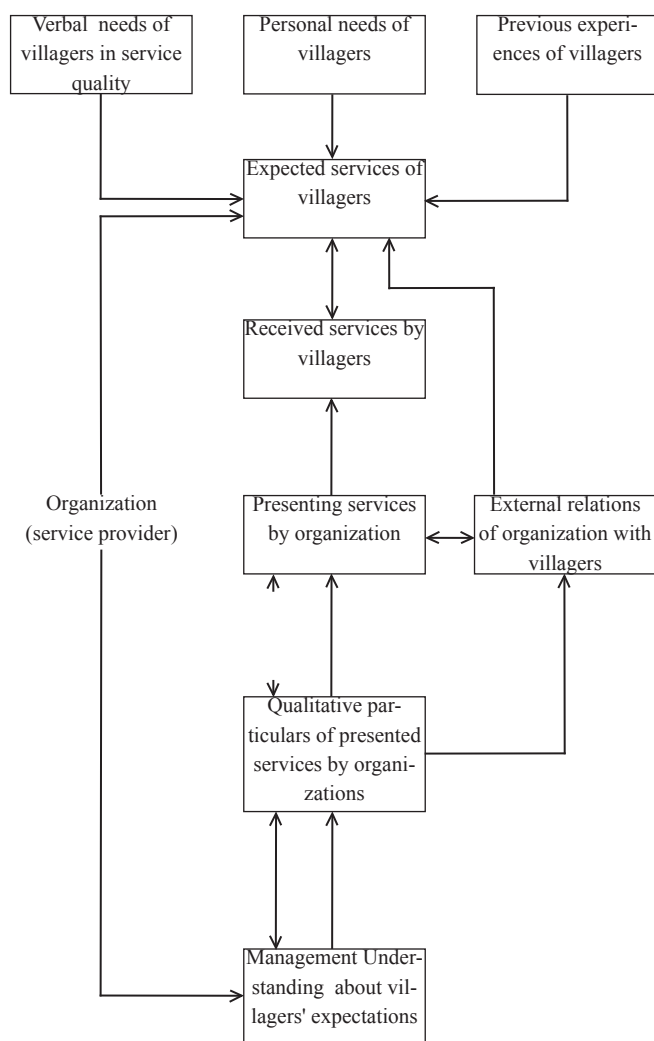 Verbal needs of
villagers in service
quality
Personal needs of
villagers
Previous experi-
ences of villagers
Expected services of
villagers
Received services by
villagers
Organization
(service provider)
Presenting services
by organization
External relations
of organization with
villagers
Qualitative par-
ticulars of presented
services by organi-
zations
Management Under-
standing about vil-
lagers' expectations